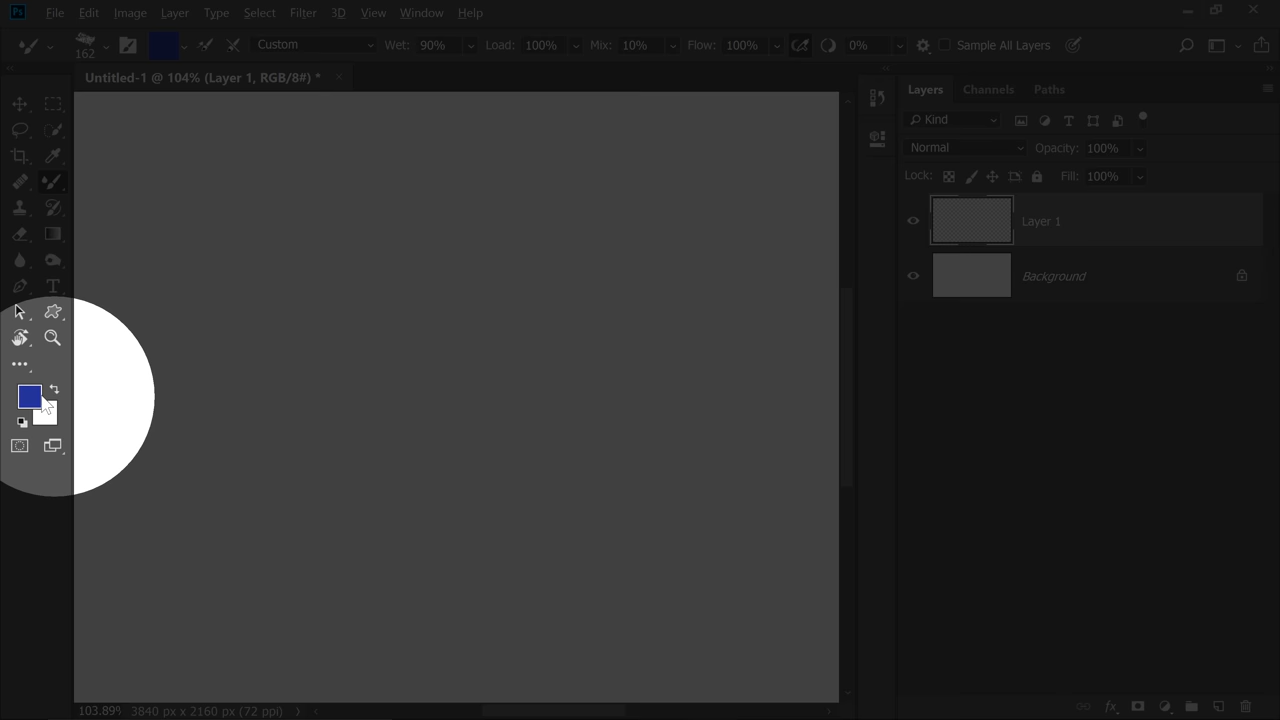 Ps File Edit Image Layer Type Select Filter 3D View Window Help
162 Custom Wet: 90% Load: 100% Mix: 10% Flow: 100% 0% Sample All Layers
Untitled-1 @ 104% (Layer 1, RGB/8#) * ×
Layers Channels Paths
Kind
Normal Opacity: 100%
Lock: Fill: 100%
Layer 1
Background
103.89% 3840 px x 2160 px (72 ppi)
fx